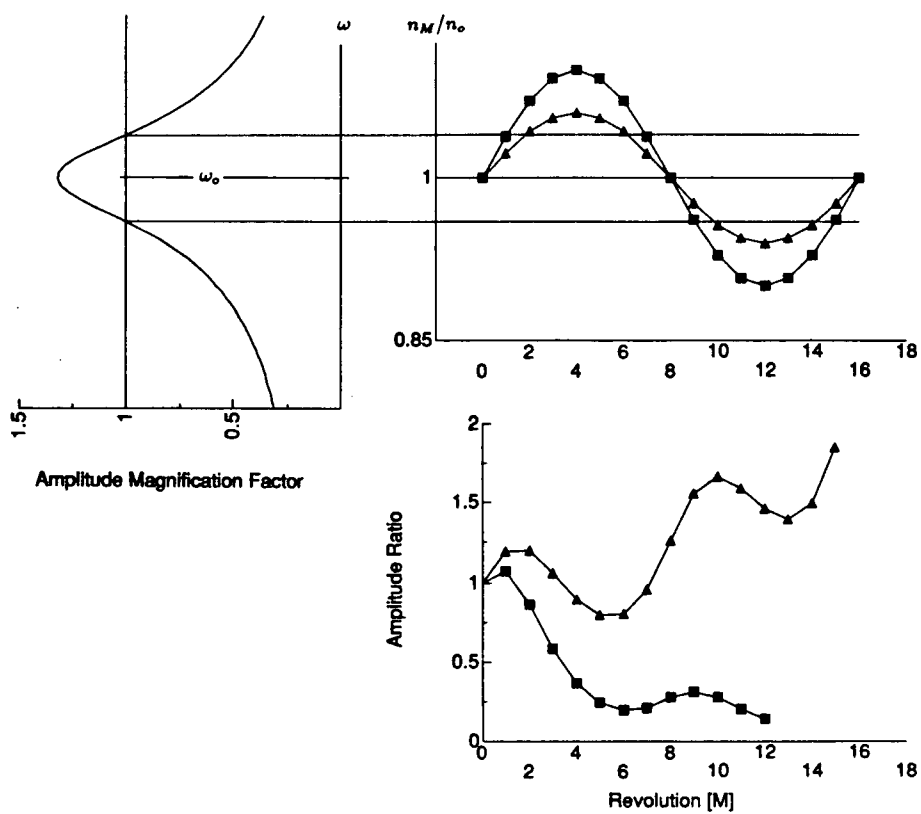 ω
n_M/n_o
ω_o
1
0.85
0 2 4 6 8 10 12 14 16 18
1.5 1 0.5
Amplitude Magnification Factor
2
1.5
1
0.5
0
Amplitude Ratio
0 2 4 6 8 10 12 14 16 18
Revolution [M]